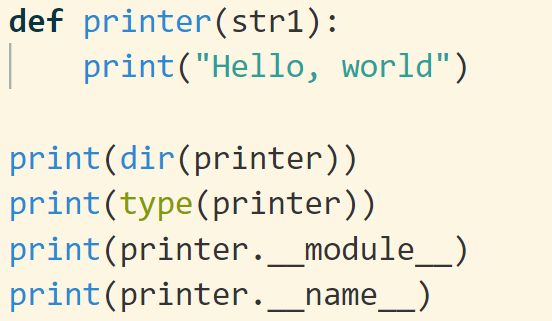 def printer(str1):
    print("Hello, world")

print(dir(printer))
print(type(printer))
print(printer.__module__)
print(printer.__name__)